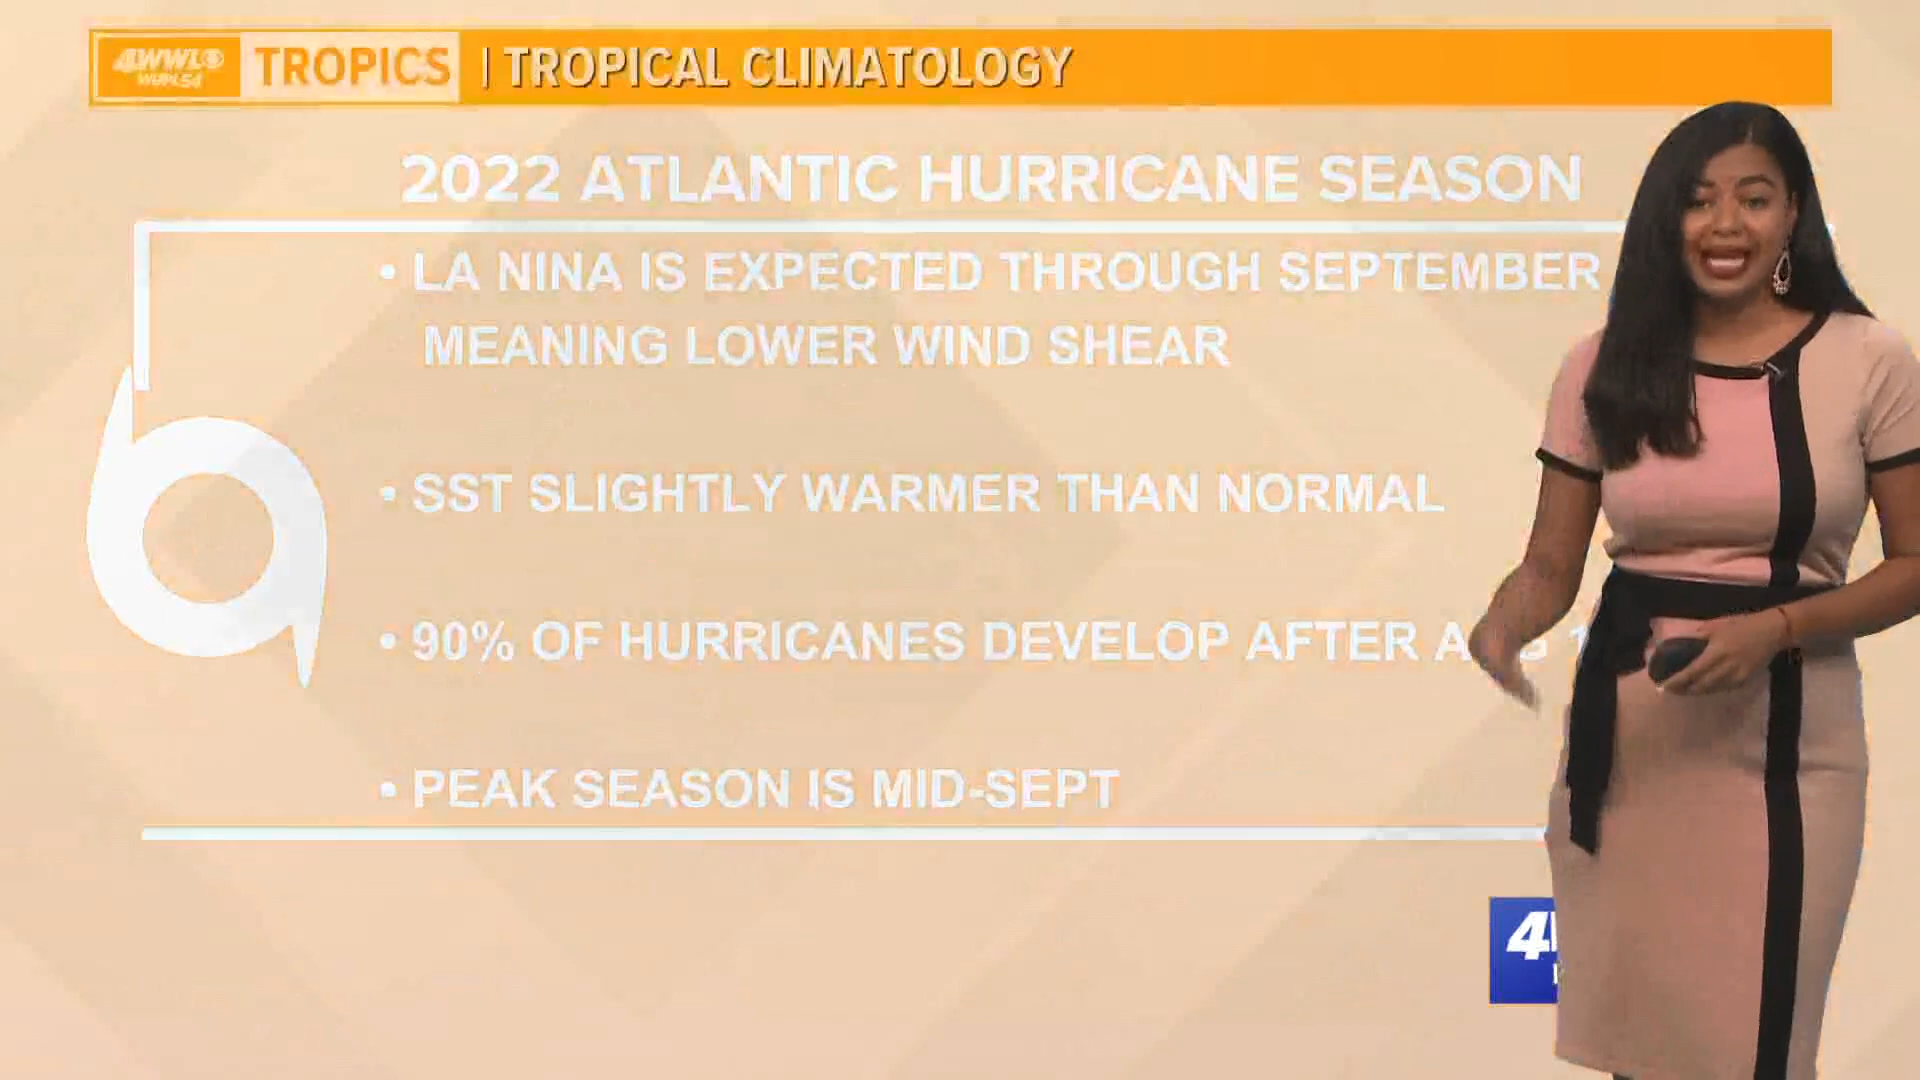 4WWL
WUPL54
TROPICS
TROPICAL CLIMATOLOGY
2022 ATLANTIC HURRICANE SEASON
• LA NINA IS EXPECTED THROUGH SEPTEMBER
MEANING LOWER WIND SHEAR
• SST SLIGHTLY WARMER THAN NORMAL
• 90% OF HURRICANES DEVELOP AFTER
• PEAK SEASON IS MID-SEPT
4